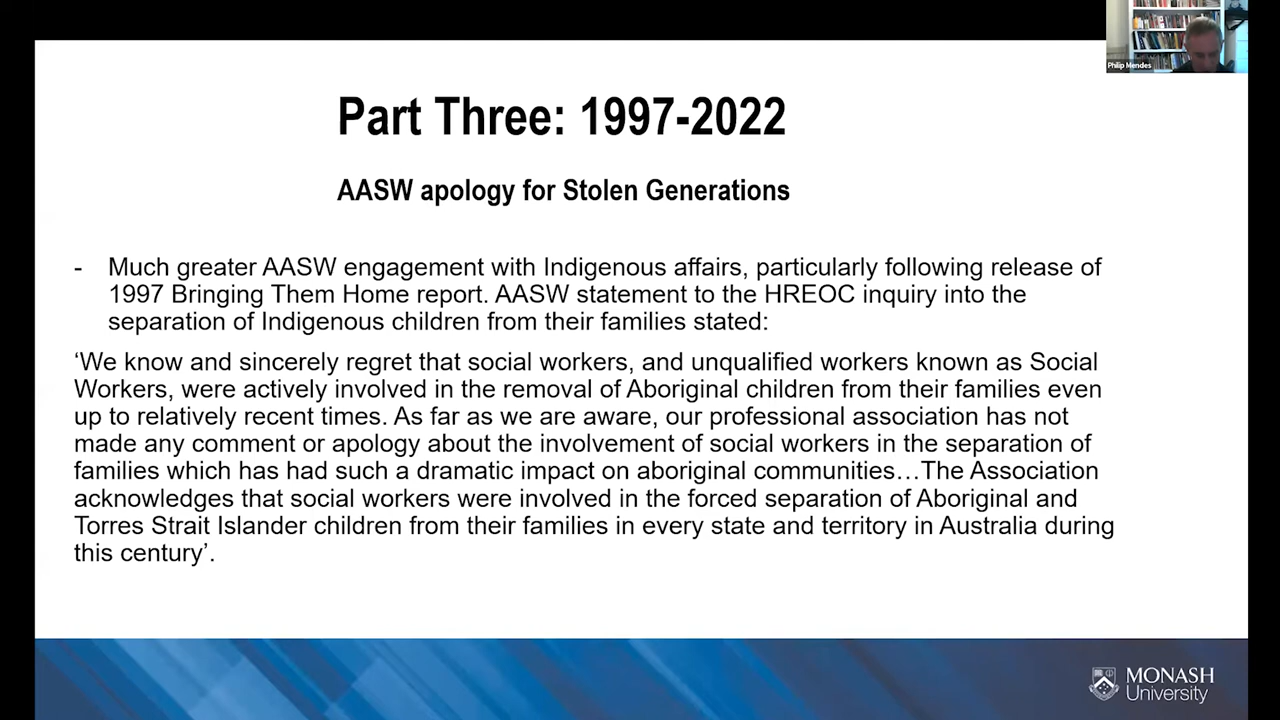 Philip Mendes
Part Three: 1997-2022
AASW apology for Stolen Generations
- Much greater AASW engagement with Indigenous affairs, particularly following release of
1997 Bringing Them Home report. AASW statement to the HREOC inquiry into the
separation of Indigenous children from their families stated:
‘We know and sincerely regret that social workers, and unqualified workers known as Social
Workers, were actively involved in the removal of Aboriginal children from their families even
up to relatively recent times. As far as we are aware, our professional association has not
made any comment or apology about the involvement of social workers in the separation of
families which has had such a dramatic impact on aboriginal communities…The Association
acknowledges that social workers were involved in the forced separation of Aboriginal and
Torres Strait Islander children from their families in every state and territory in Australia during
this century’.
MONASH
University